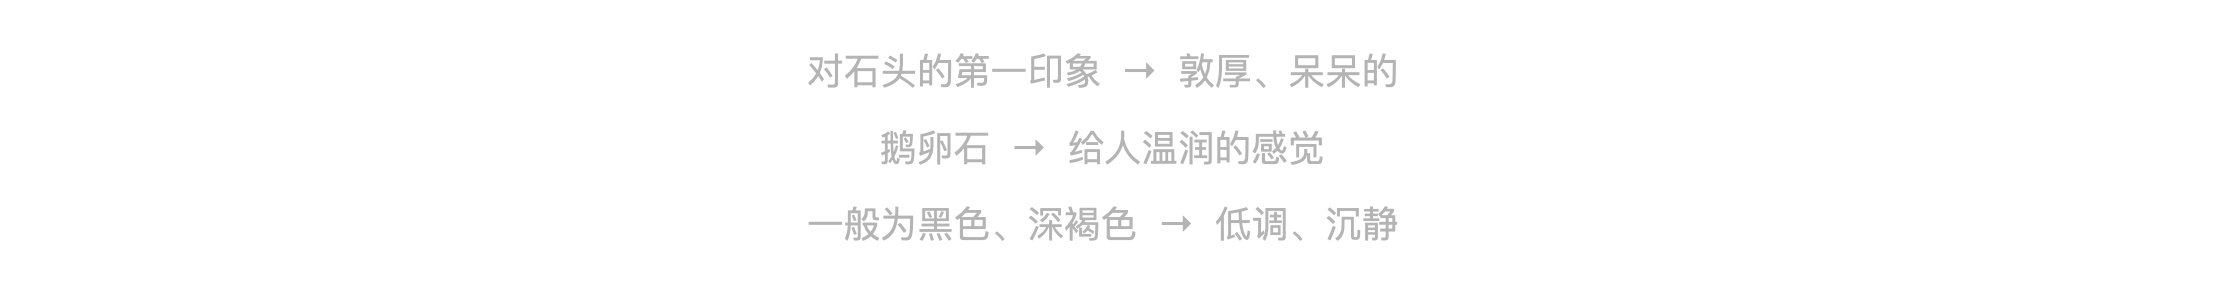 对石头的第一印象 → 敦厚、呆呆的
鹅卵石 → 给人温润的感觉
一般为黑色、深褐色 → 低调、沉静